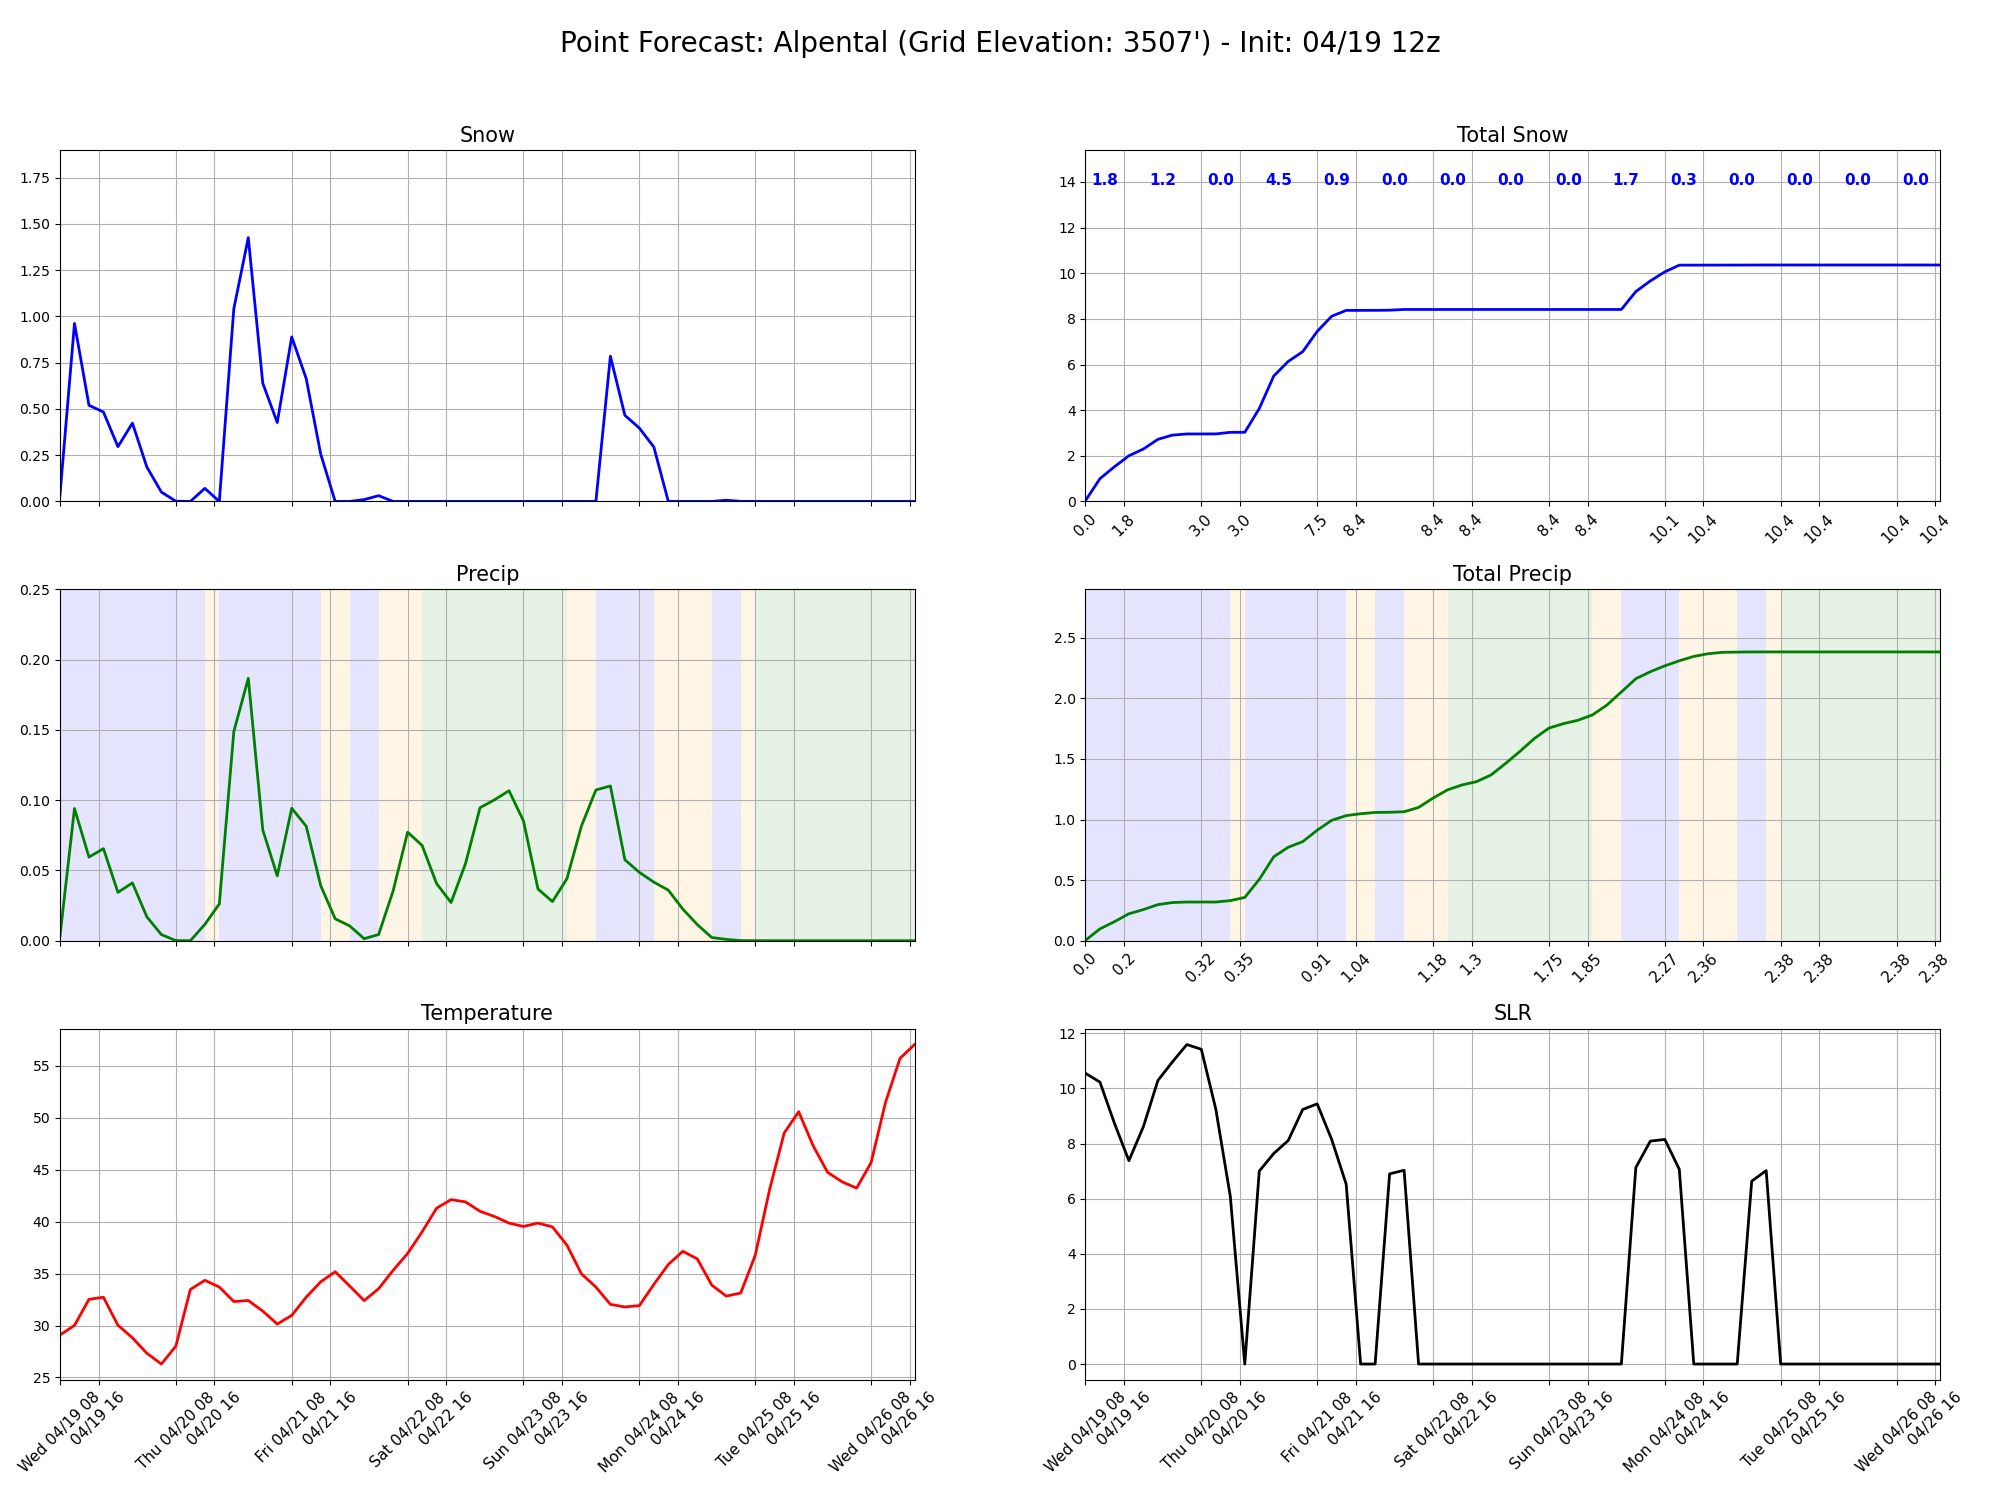 Point Forecast: Alpental (Grid Elevation: 3507') - Init: 04/19 12z
Snow
1.75
1.50
1.25
1.00
0.75
0.50
0.25
0.00
Total Snow
14
12
10
8
6
4
2
0
1.8 1.2 0.0 4.5 0.9 0.0 0.0 0.0 0.0 1.7 0.3 0.0 0.0 0.0 0.0
0.0 1.8 3.0 3.0 7.5 8.4 8.4 8.4 8.4 8.4 10.1 10.4 10.4 10.4 10.4 10.4
Precip
0.25
0.20
0.15
0.10
0.05
0.00
Total Precip
2.5
2.0
1.5
1.0
0.5
0.0
0.0 0.2 0.32 0.35 0.91 1.04 1.18 1.3 1.75 1.85 2.27 2.36 2.38 2.38 2.38 2.38
Temperature
55
50
45
40
35
30
25
Wed 04/19 08
04/19 16
Thu 04/20 08
04/20 16
Fri 04/21 08
04/21 16
Sat 04/22 08
04/22 16
Sun 04/23 08
04/23 16
Mon 04/24 08
04/24 16
Tue 04/25 08
04/25 16
Wed 04/26 08
04/26 16
SLR
12
10
8
6
4
2
0
Wed 04/19 08
04/19 16
Thu 04/20 08
04/20 16
Fri 04/21 08
04/21 16
Sat 04/22 08
04/22 16
Sun 04/23 08
04/23 16
Mon 04/24 08
04/24 16
Tue 04/25 08
04/25 16
Wed 04/26 08
04/26 16